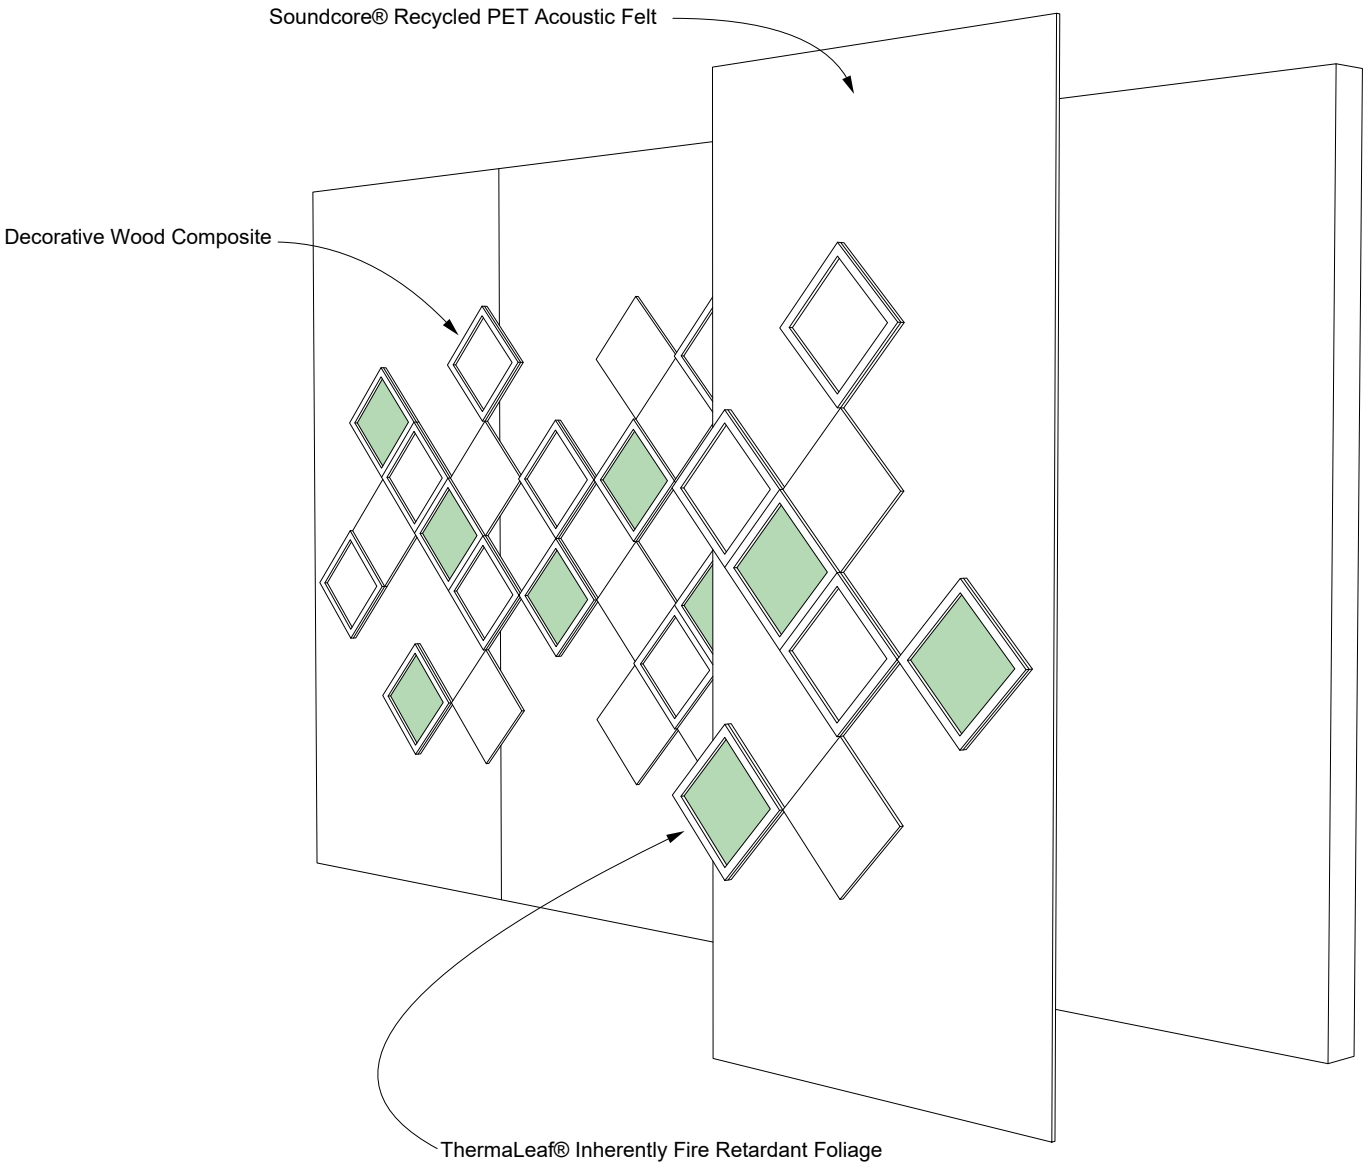 Soundcore® Recycled PET Acoustic Felt
Decorative Wood Composite
ThermaLeaf® Inherently Fire Retardant Foliage